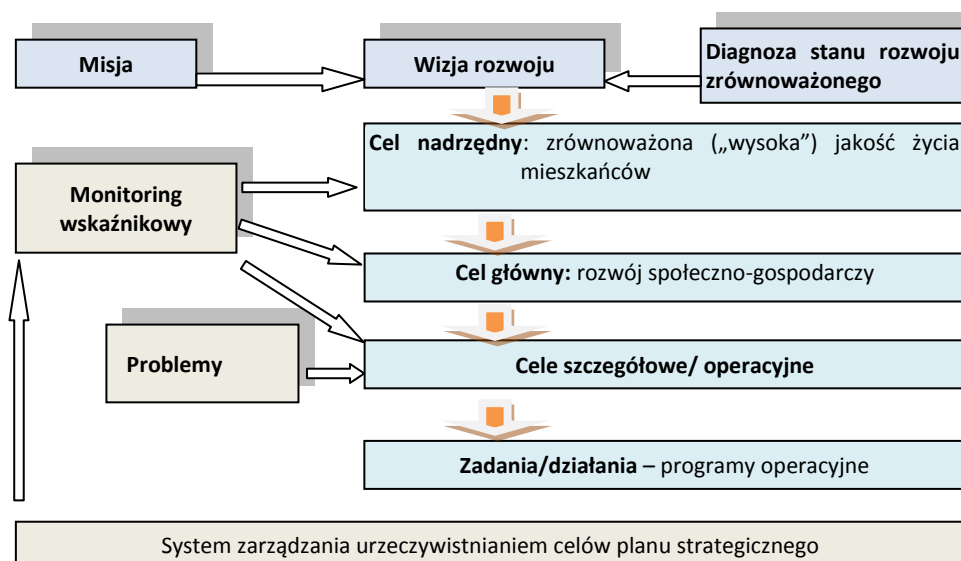 Misja
Wizja rozwoju
Diagnoza stanu rozwoju
zrównoważonego
Cel nadrzędny: zrównoważona („wysoka”) jakość życia
mieszkańców
Monitoring
wskaźnikowy
Cel główny: rozwój społeczno-gospodarczy
Problemy
Cele szczegółowe/ operacyjne
Zadania/działania – programy operacyjne
System zarządzania urzeczywistnianiem celów planu strategicznego